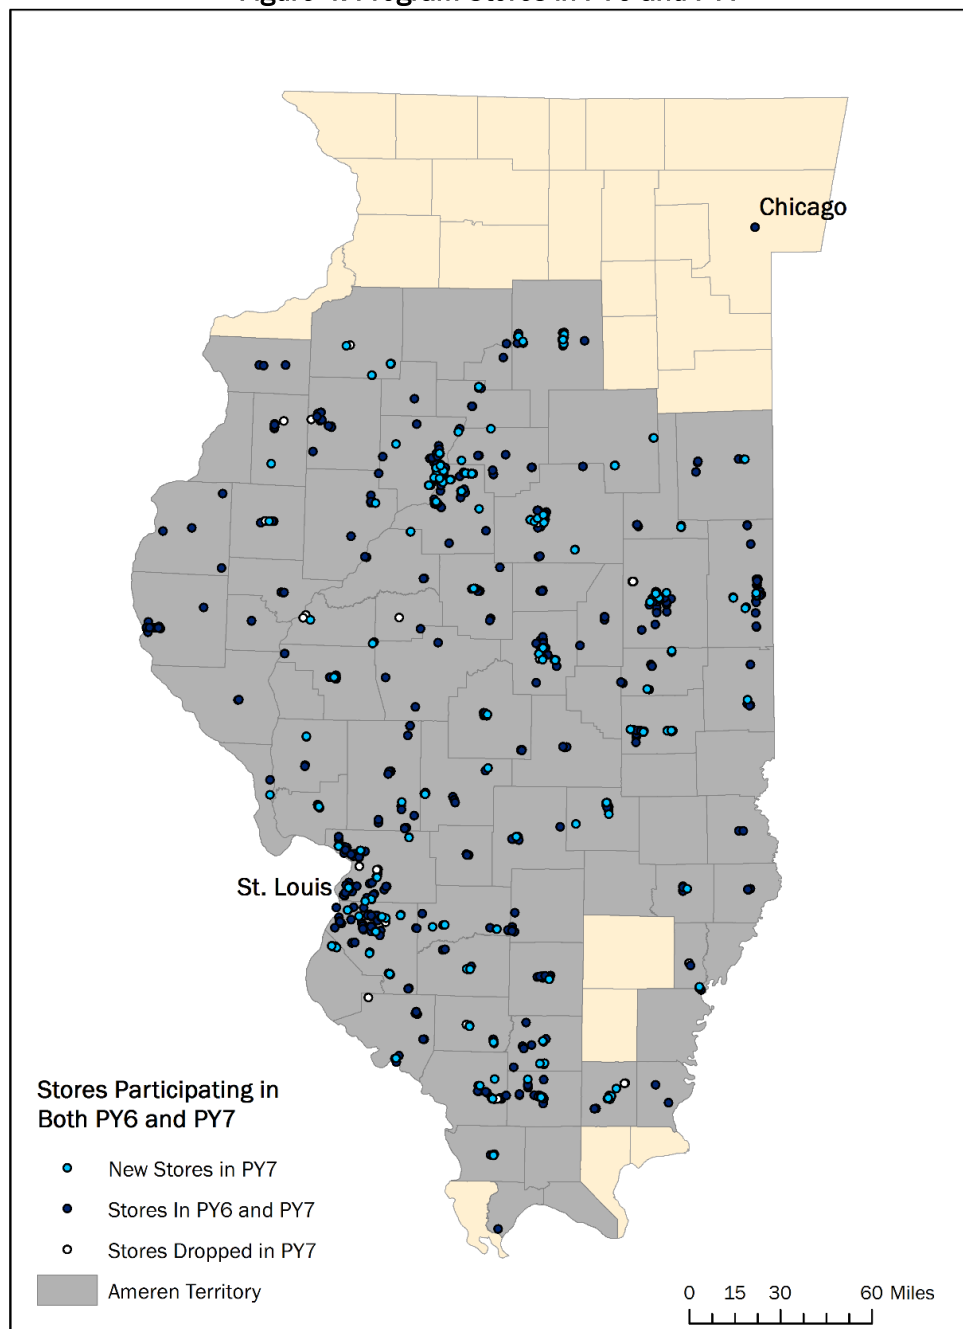 Chicago
St. Louis
Stores Participating in
Both PY6 and PY7
New Stores in PY7
Stores In PY6 and PY7
Stores Dropped in PY7
Ameren Territory
0 15 30 60 Miles